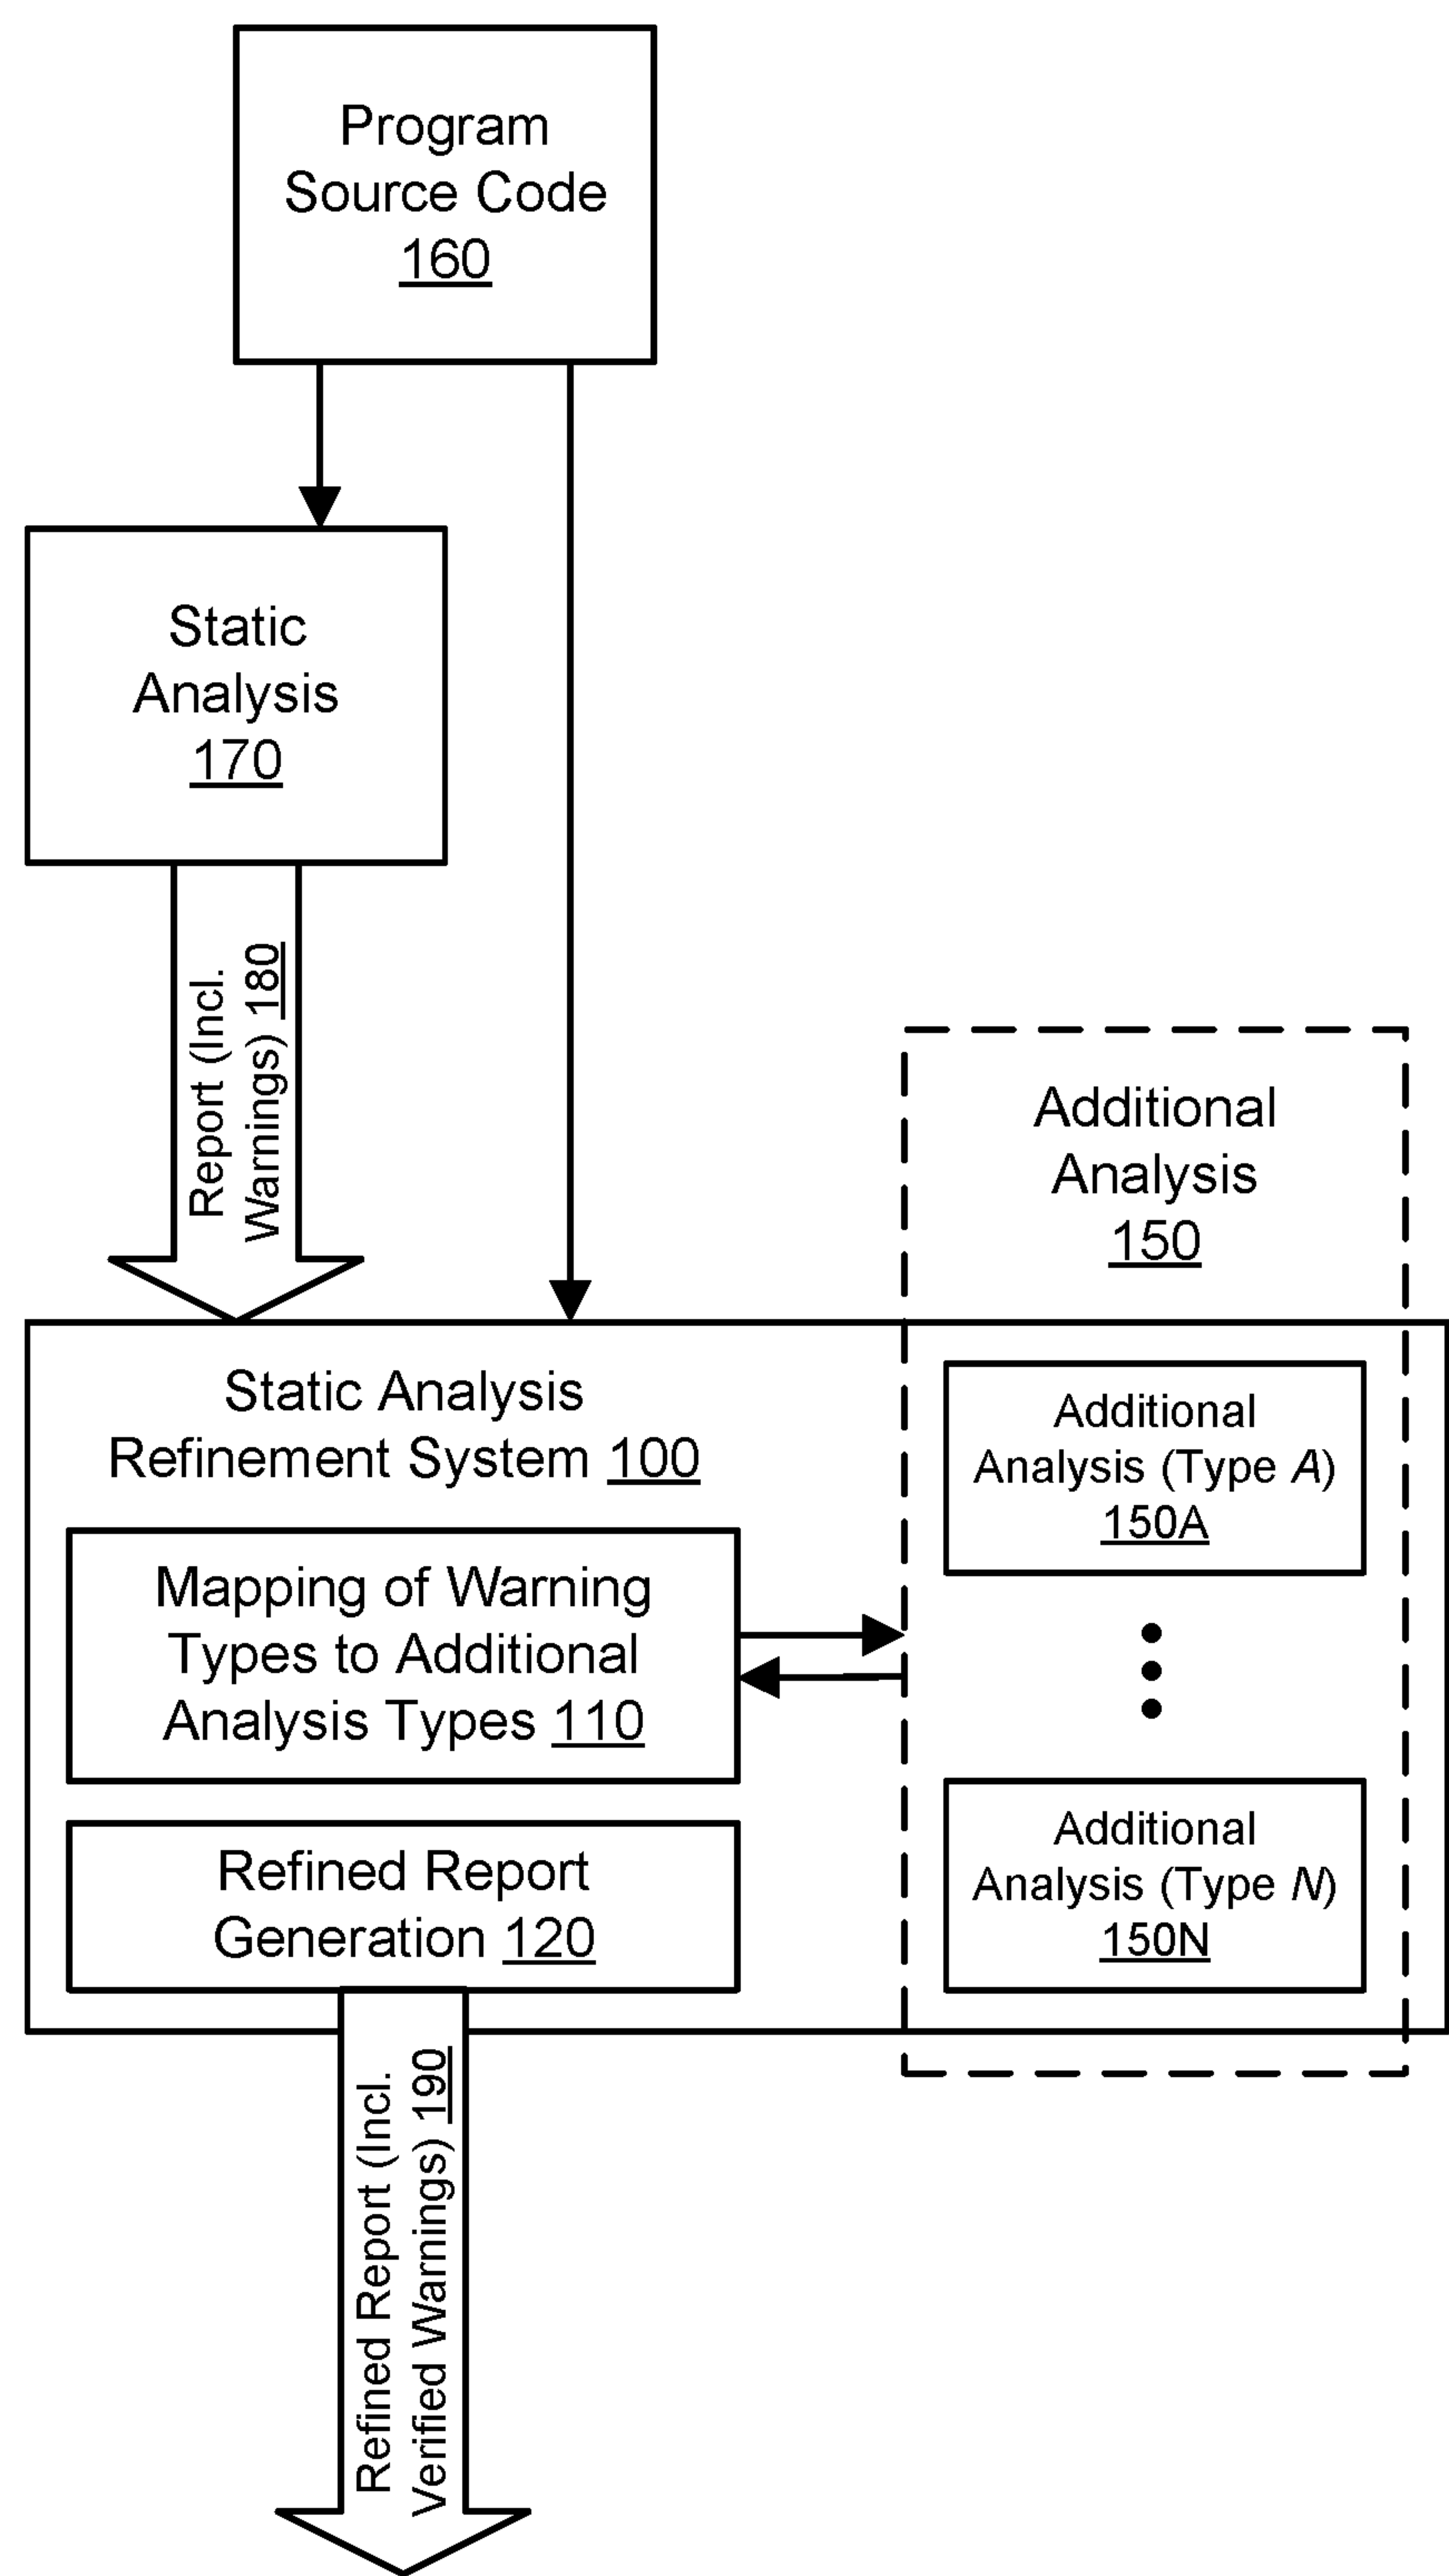 Program
Source Code
160
Static
Analysis
170
Report (Incl.
Warnings) 180
Additional
Analysis
150
Static Analysis
Refinement System 100
Additional
Analysis (Type A)
150A
Mapping of Warning
Types to Additional
Analysis Types 110
Additional
Analysis (Type N)
150N
Refined Report
Generation 120
Refined Report (Incl.
Verified Warnings) 190